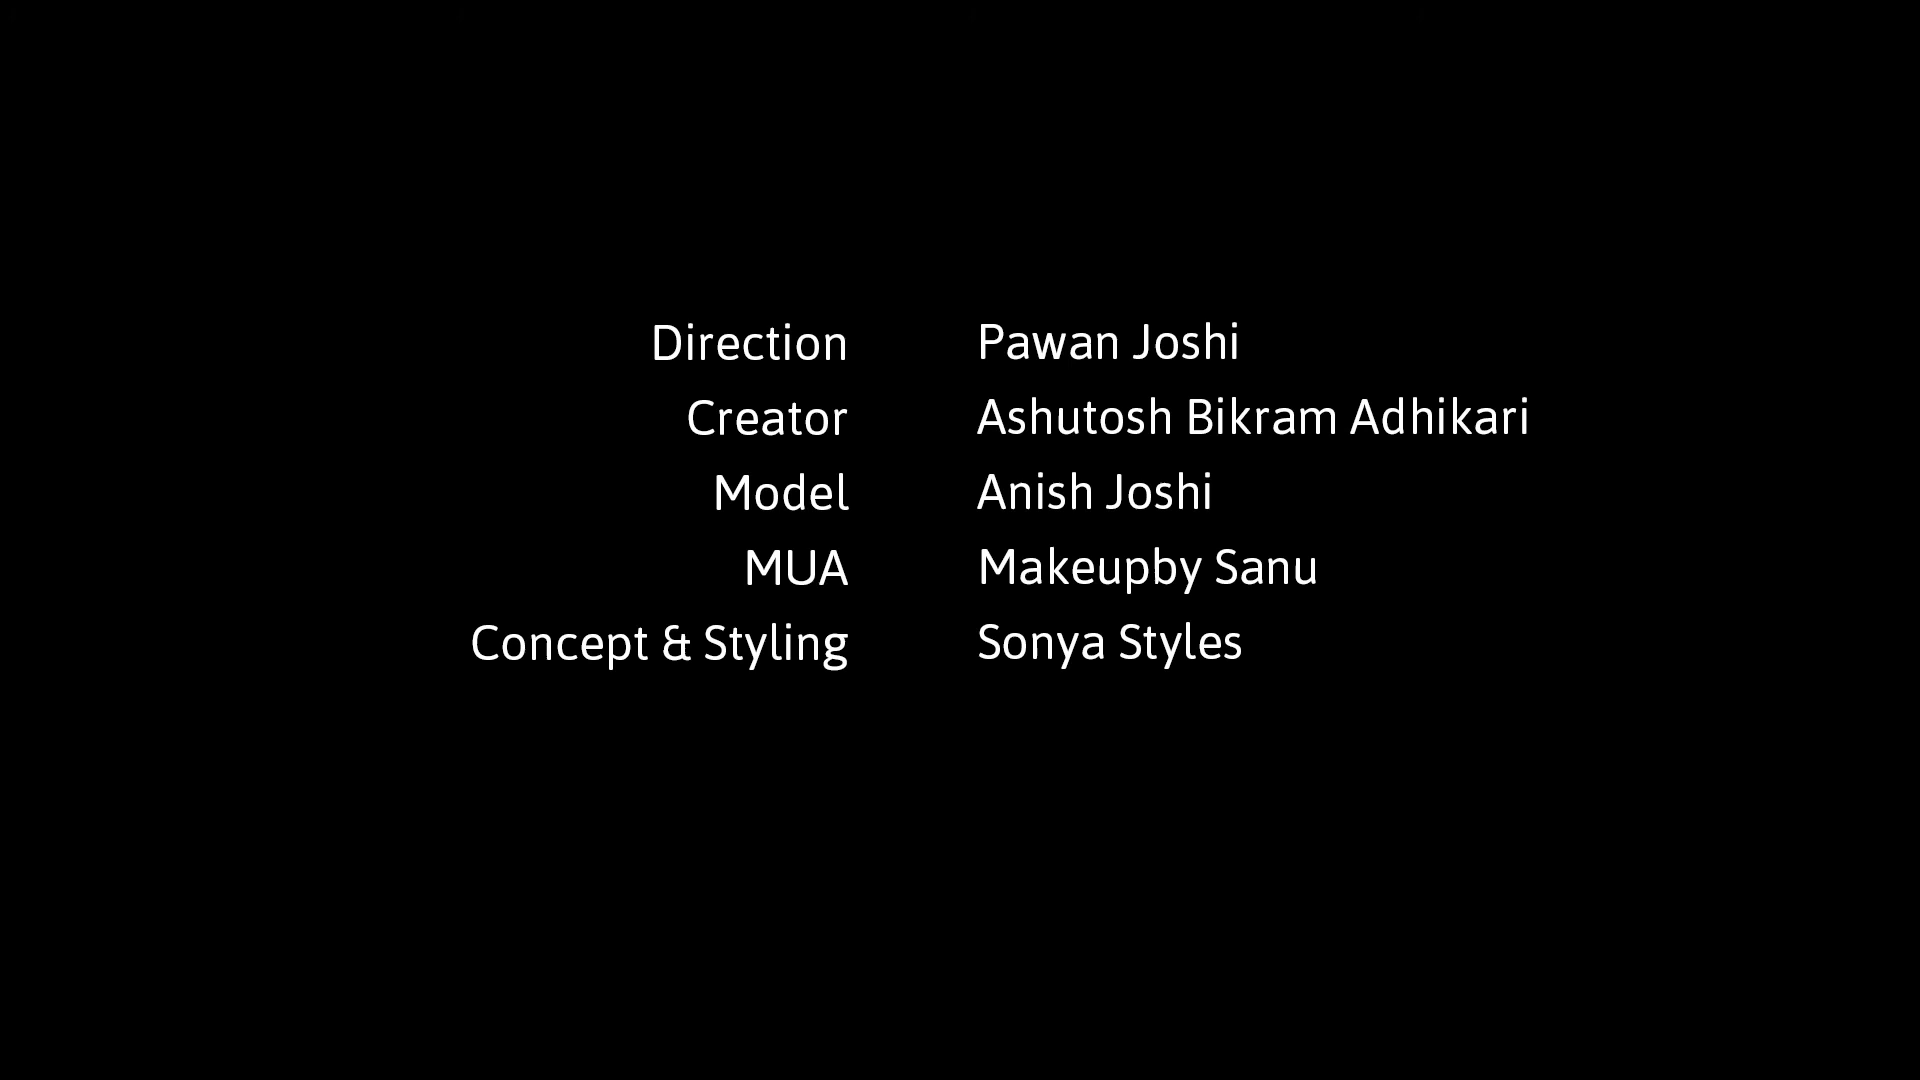 Direction Pawan Joshi
Creator Ashutosh Bikram Adhikari
Model Anish Joshi
MUA Makeupby Sanu
Concept & Styling Sonya Styles